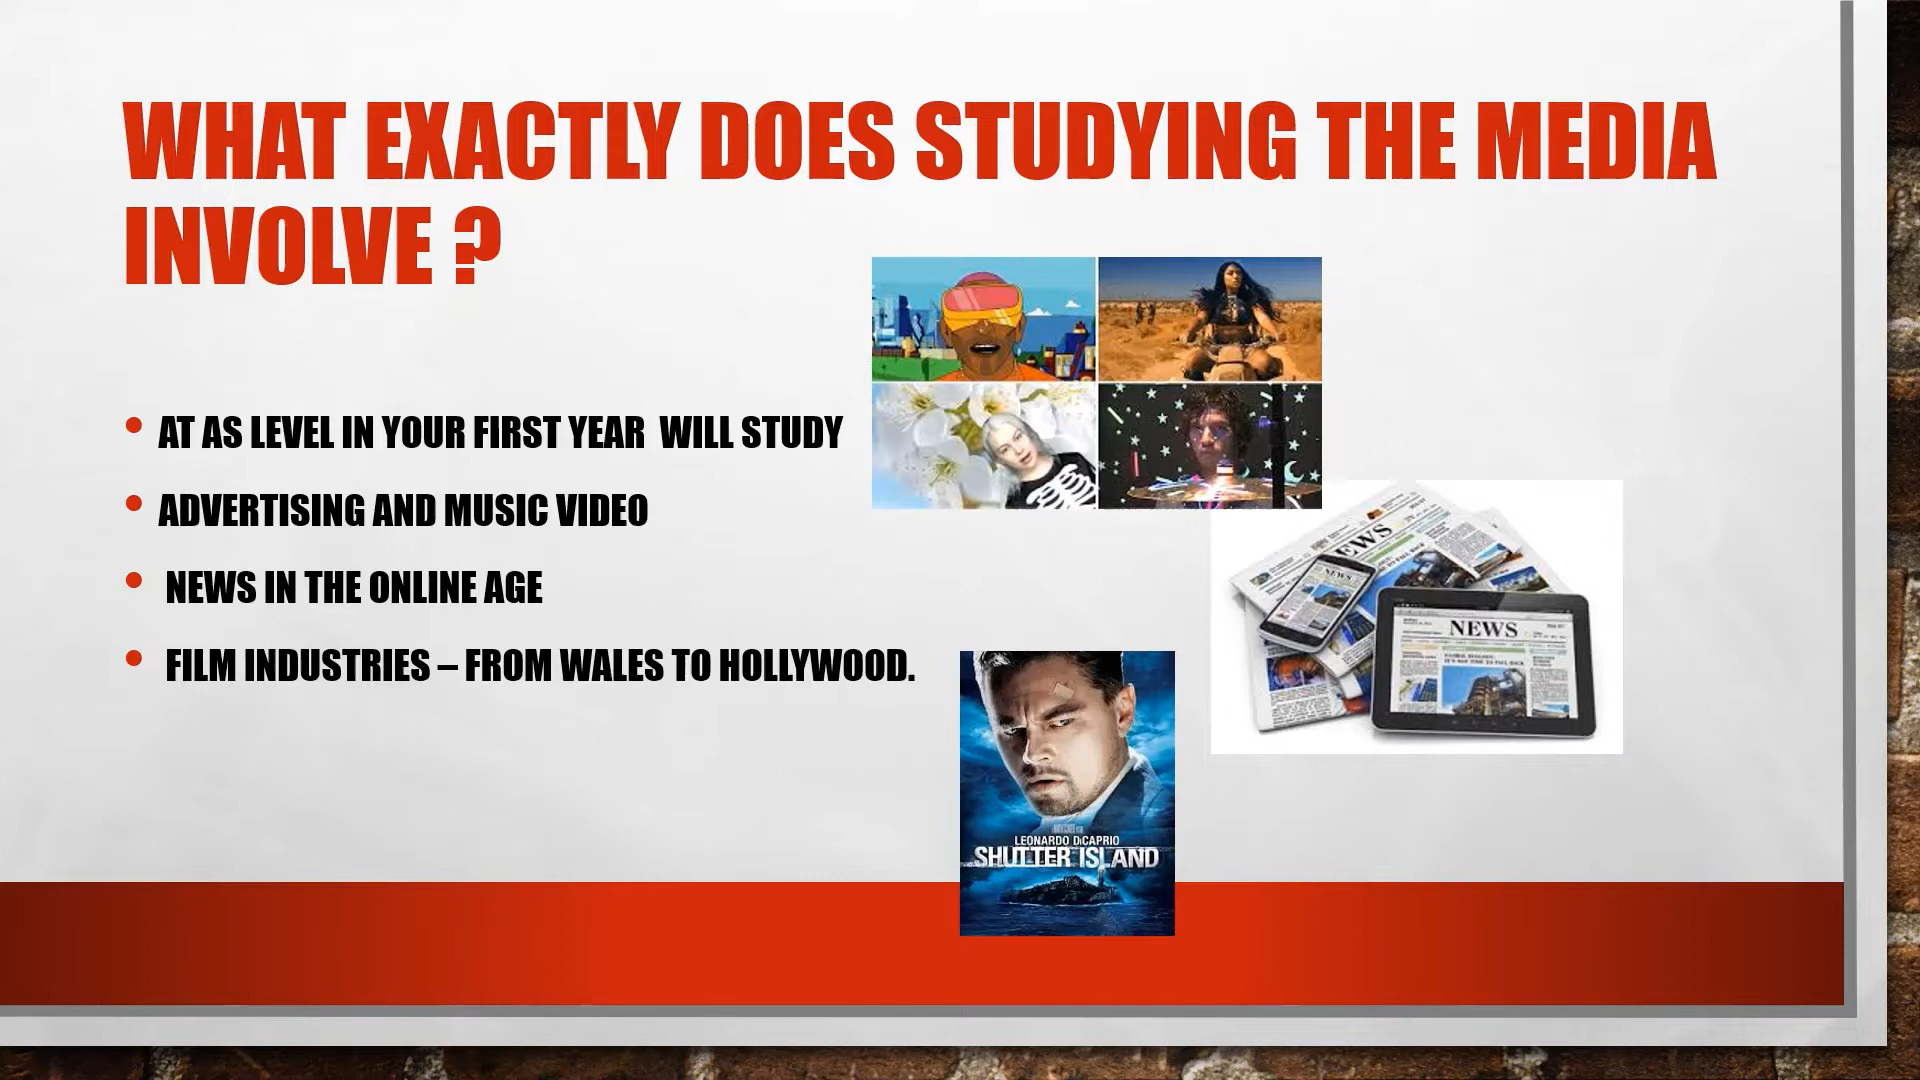 WHAT EXACTLY DOES STUDYING THE MEDIA
INVOLVE ?
• AT AS LEVEL IN YOUR FIRST YEAR WILL STUDY
• ADVERTISING AND MUSIC VIDEO
• NEWS IN THE ONLINE AGE
• FILM INDUSTRIES – FROM WALES TO HOLLYWOOD.
EWS
NEWS
NEWS
LEONARDO DiCAPRIO
SHUTTER ISLAND